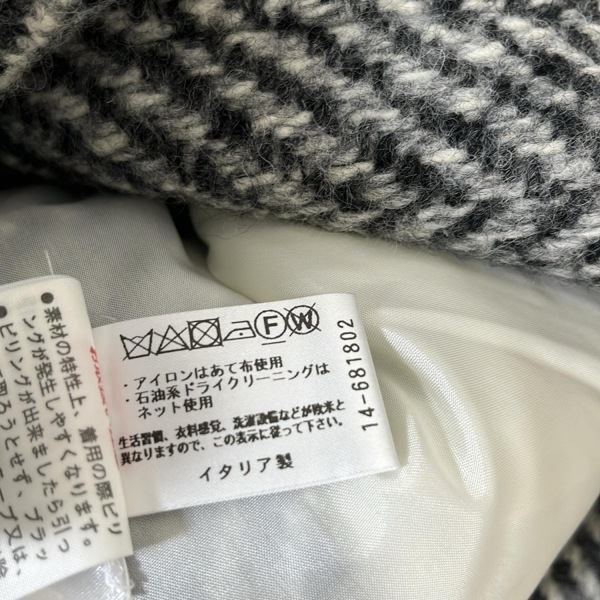 ●素材の特性上、着用の際ピリ
ングが発生しやすくなります。
●ピリングが出来ましたら引っ
F W
・アイロンはあて布使用
・石油系ドライクリーニングは
ネット使用
生活習慣、衣料感覚、洗濯設備などが欧米と
異なりますので、この表示に従って下さい。
イタリア製
14-681802